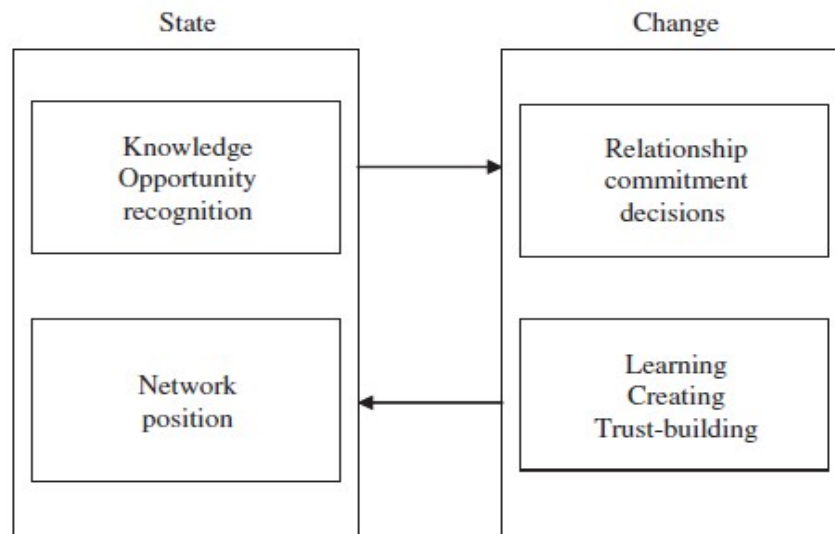 State
Change
Knowledge
Opportunity
recognition
Relationship
commitment
decisions
Network
position
Learning
Creating
Trust-building